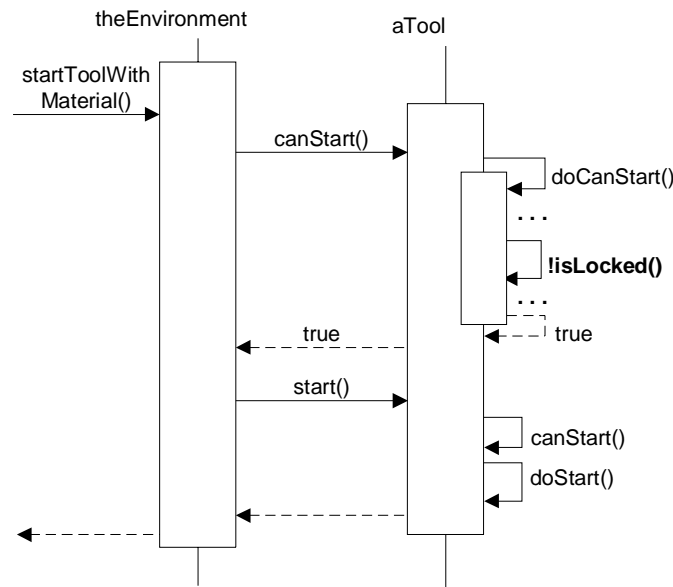 theEnvironment
aTool
startToolWith
Material()
canStart()
doCanStart()
. . .
!isLocked()
. . .
true
true
start()
canStart()
doStart()